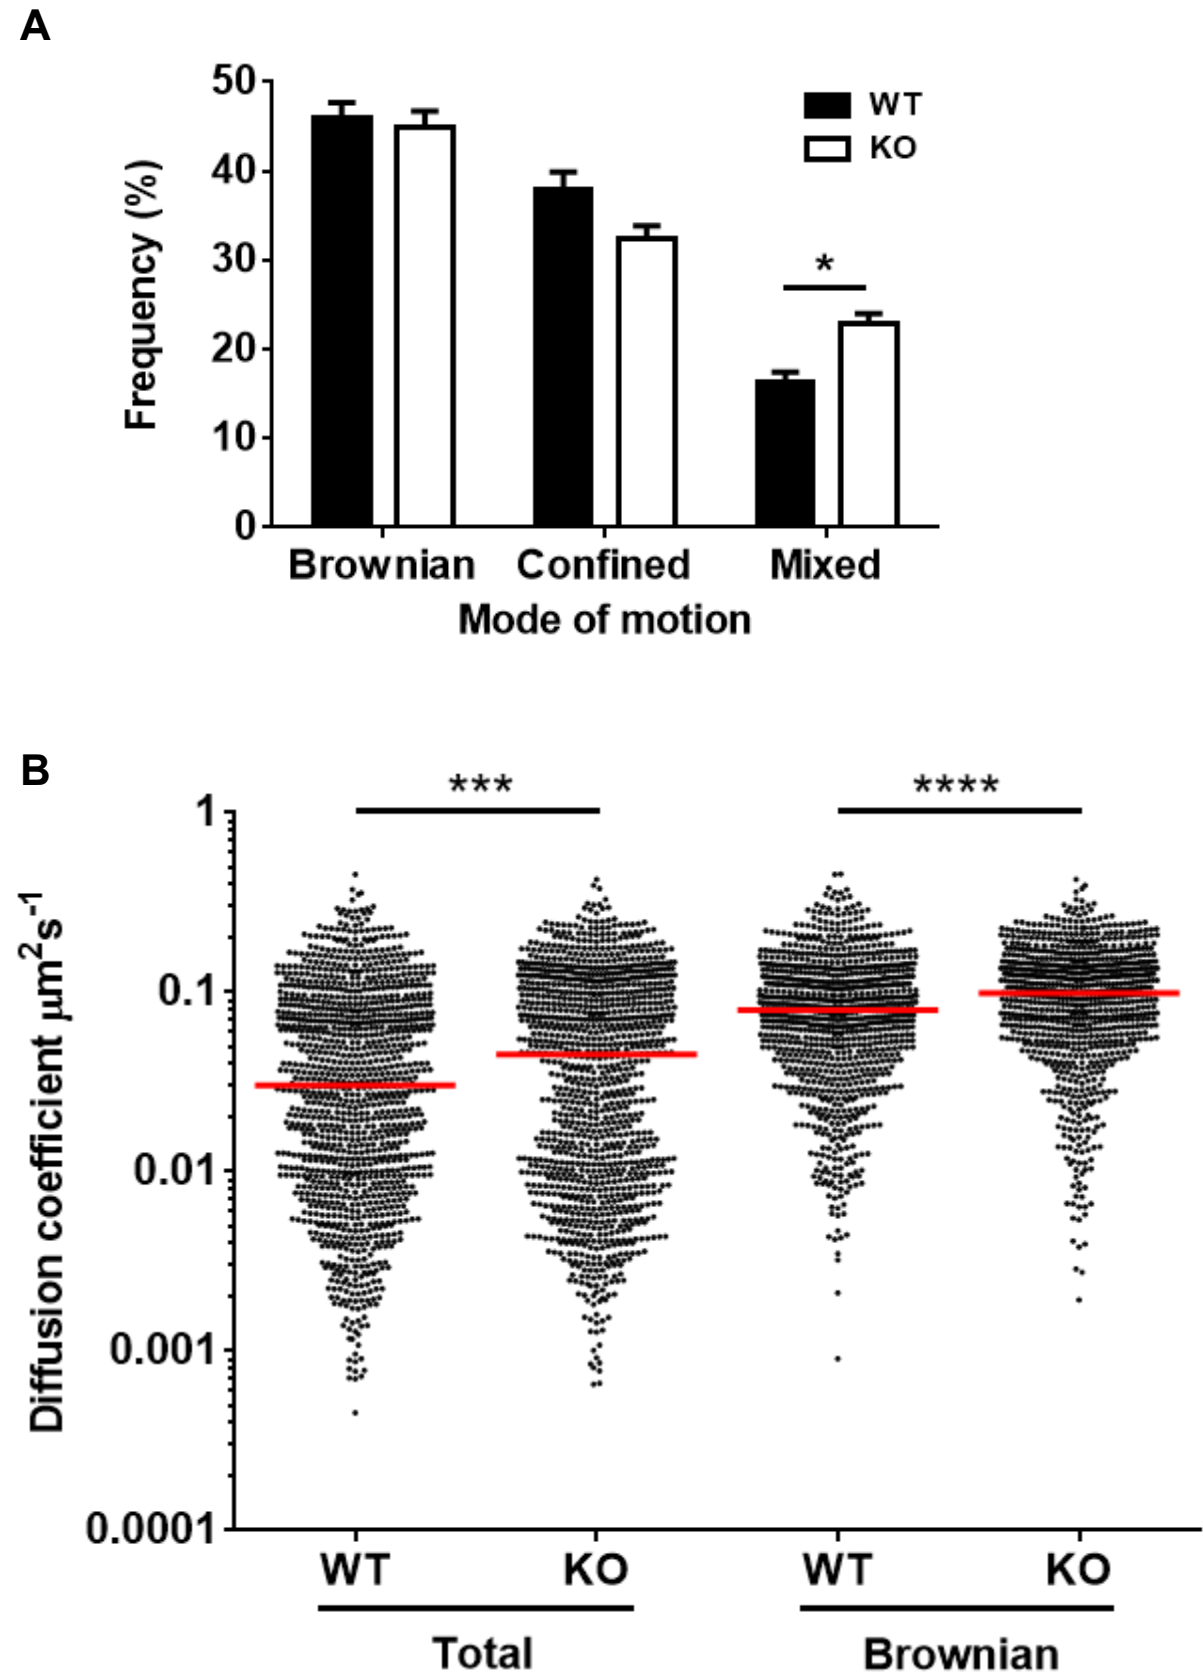 A
50
40
30
20
10
0
Frequency (%)
WT
KO
*
Brownian
Confined
Mixed
Mode of motion
B
***
****
1
0.1
0.01
0.001
0.0001
Diffusion coefficient μm²s⁻¹
WT
KO
WT
KO
Total
Brownian